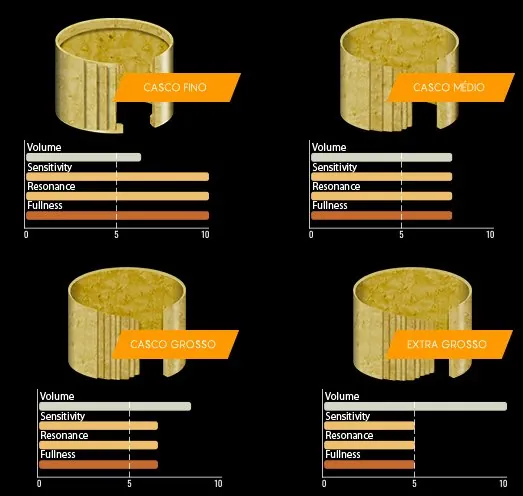 CASCO FINO
Volume
Sensitivity
Resonance
Fullness
0 5 10
CASCO MÉDIO
Volume
Sensitivity
Resonance
Fullness
0 5 10
CASCO GROSSO
Volume
Sensitivity
Resonance
Fullness
0 5 10
EXTRA GROSSO
Volume
Sensitivity
Resonance
Fullness
0 5 10